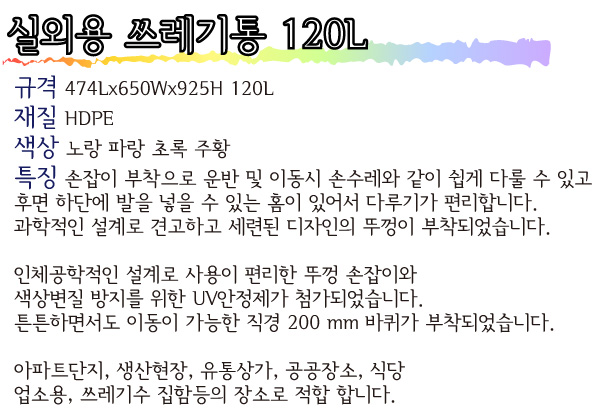 실외용 쓰레기통 120L
규격 474Lx650Wx925H 120L
재질 HDPE
색상 노랑 파랑 초록 주황
특징 손잡이 부착으로 운반 및 이동시 손수레와 같이 쉽게 다룰 수 있고
후면 하단에 발을 넣을 수 있는 홈이 있어서 다루기가 편리합니다.
과학적인 설계로 견고하고 세련된 디자인의 뚜껑이 부착되었습니다.
인체공학적인 설계로 사용이 편리한 뚜껑 손잡이와
색상변질 방지를 위한 UV안정제가 첨가되었습니다.
튼튼하면서도 이동이 가능한 직경 200 mm 바퀴가 부착되었습니다.
아파트단지, 생산현장, 유통상가, 공공장소, 식당
업소용, 쓰레기수 집함등의 장소로 적합 합니다.